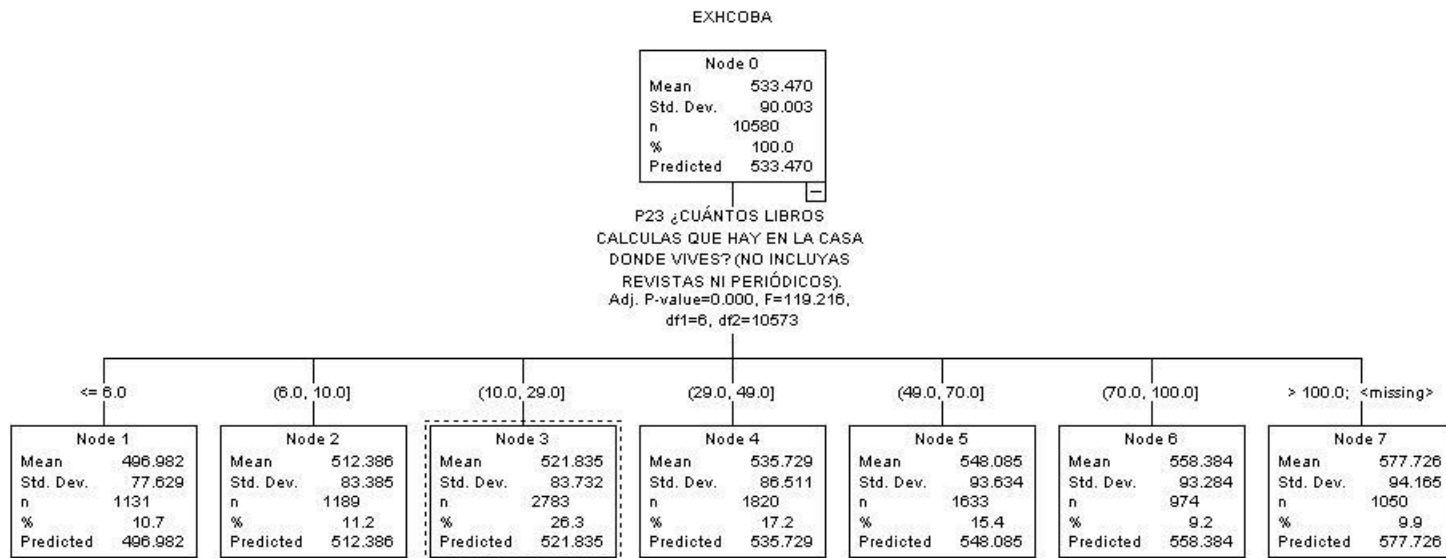 EXHCOBA
Node 0
Mean 533.470
Std. Dev. 90.003
n 10580
% 100.0
Predicted 533.470
P23 ¿CUÁNTOS LIBROS
CALCULAS QUE HAY EN LA CASA
DONDE VIVES? (NO INCLUYAS
REVISTAS NI PERIÓDICOS).
Adj. P-value=0.000, F=119.216,
df1=6, df2=10573
<= 6.0
(6.0, 10.0]
(10.0, 29.0]
(29.0, 49.0]
(49.0, 70.0]
(70.0, 100.0]
> 100.0; <missing>
Node 1
Mean 496.982
Std. Dev. 77.629
n 1131
% 10.7
Predicted 496.982
Node 2
Mean 512.386
Std. Dev. 83.385
n 1189
% 11.2
Predicted 512.386
Node 3
Mean 521.835
Std. Dev. 83.732
n 2783
% 26.3
Predicted 521.835
Node 4
Mean 535.729
Std. Dev. 86.511
n 1820
% 17.2
Predicted 535.729
Node 5
Mean 548.085
Std. Dev. 93.634
n 1633
% 15.4
Predicted 548.085
Node 6
Mean 558.384
Std. Dev. 93.284
n 974
% 9.2
Predicted 558.384
Node 7
Mean 577.726
Std. Dev. 94.165
n 1050
% 9.9
Predicted 577.726